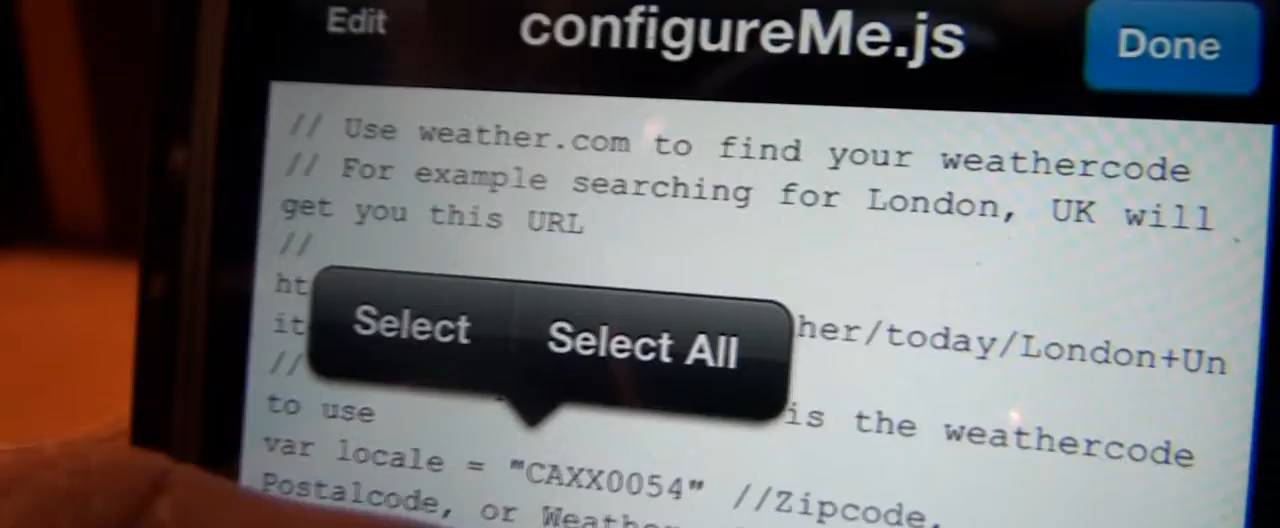 Edit configureMe.js Done
// Use weather.com to find your weathercode
// For example searching for London, UK will
get you this URL
//
ht her/today/London+Un
it
Select Select All
// is the weathercode
to use
var locale = "CAXX0054" //Zipcode,
Postalcode, or